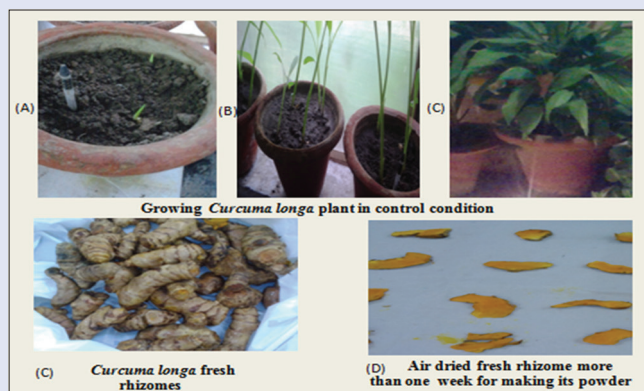 (A)
(B)
(C)
Growing Curcuma longa plant in control condition
(C)
Curcuma longa fresh
rhizomes
(D)
Air dried fresh rhizome more
than one week for making its powder